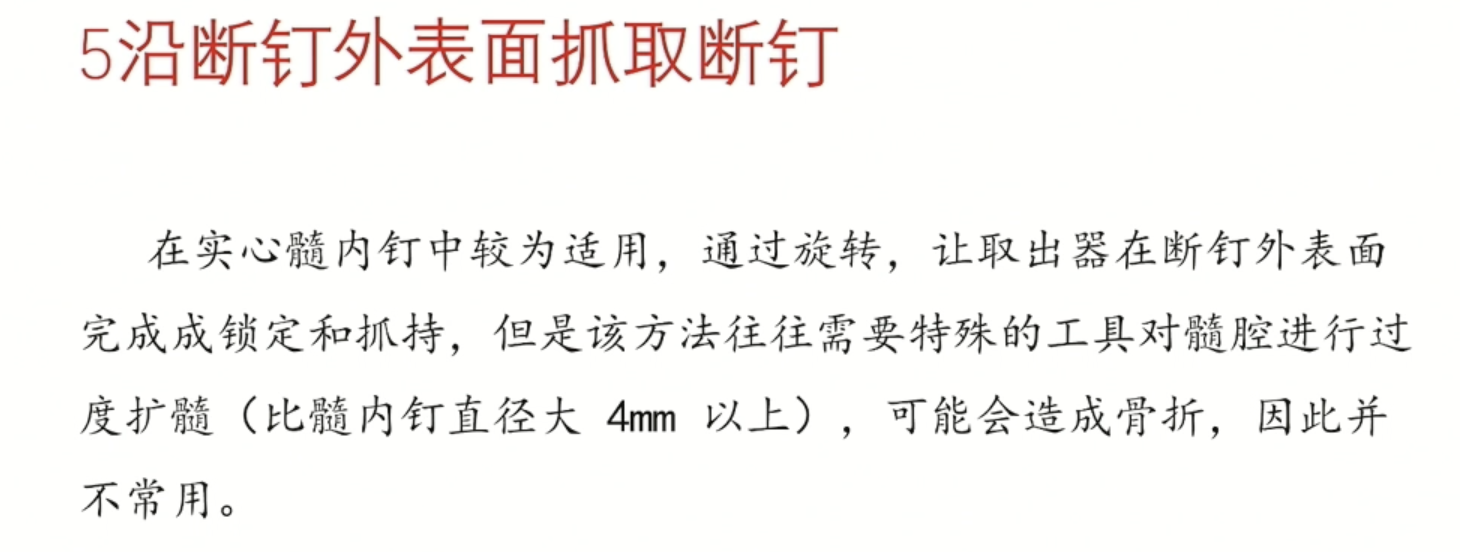 5沿断钉外表面抓取断钉
在实心髓内钉中较为适用，通过旋转，让取出器在断钉外表面
完成成锁定和抓持，但是该方法往往需要特殊的工具对髓腔进行过
度扩髓（比髓内钉直径大 4mm 以上），可能会造成骨折，因此并
不常用。